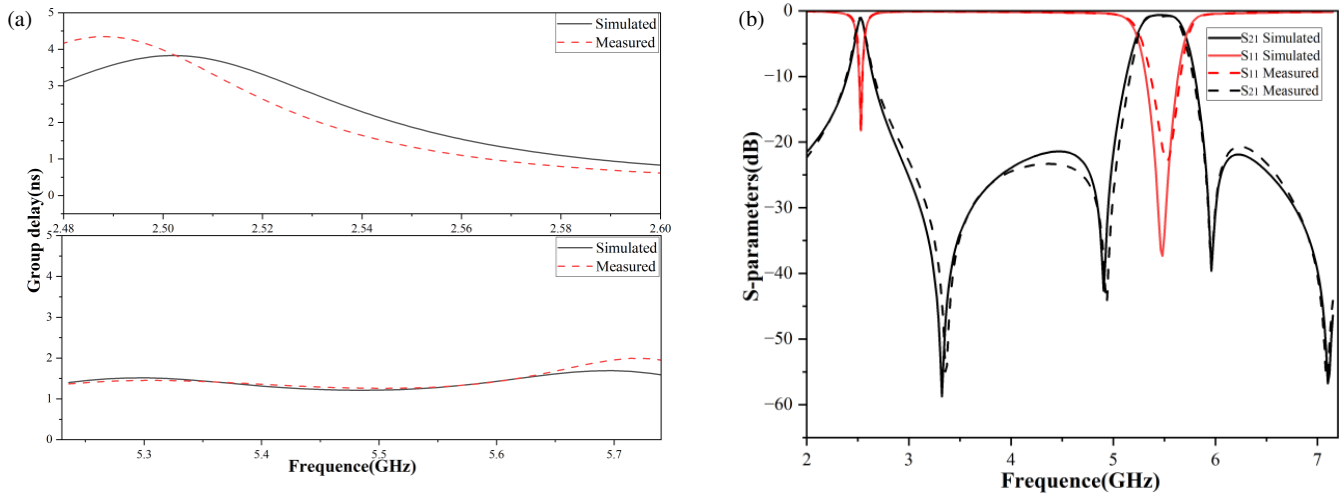 (a)
5
4
3
2
1
0
Simulated
Measured
2.48
2.50
2.52
2.54
2.56
2.58
2.60
Group delay(ns)
5
4
3
2
1
0
Simulated
Measured
5.3
5.4
5.5
5.6
5.7
Frequence(GHz)
(b)
0
−10
−20
−30
−40
−50
−60
S-parameters(dB)
S21 Simulated
S11 Simulated
S11 Measured
S21 Measured
2
3
4
5
6
7
Frequence(GHz)